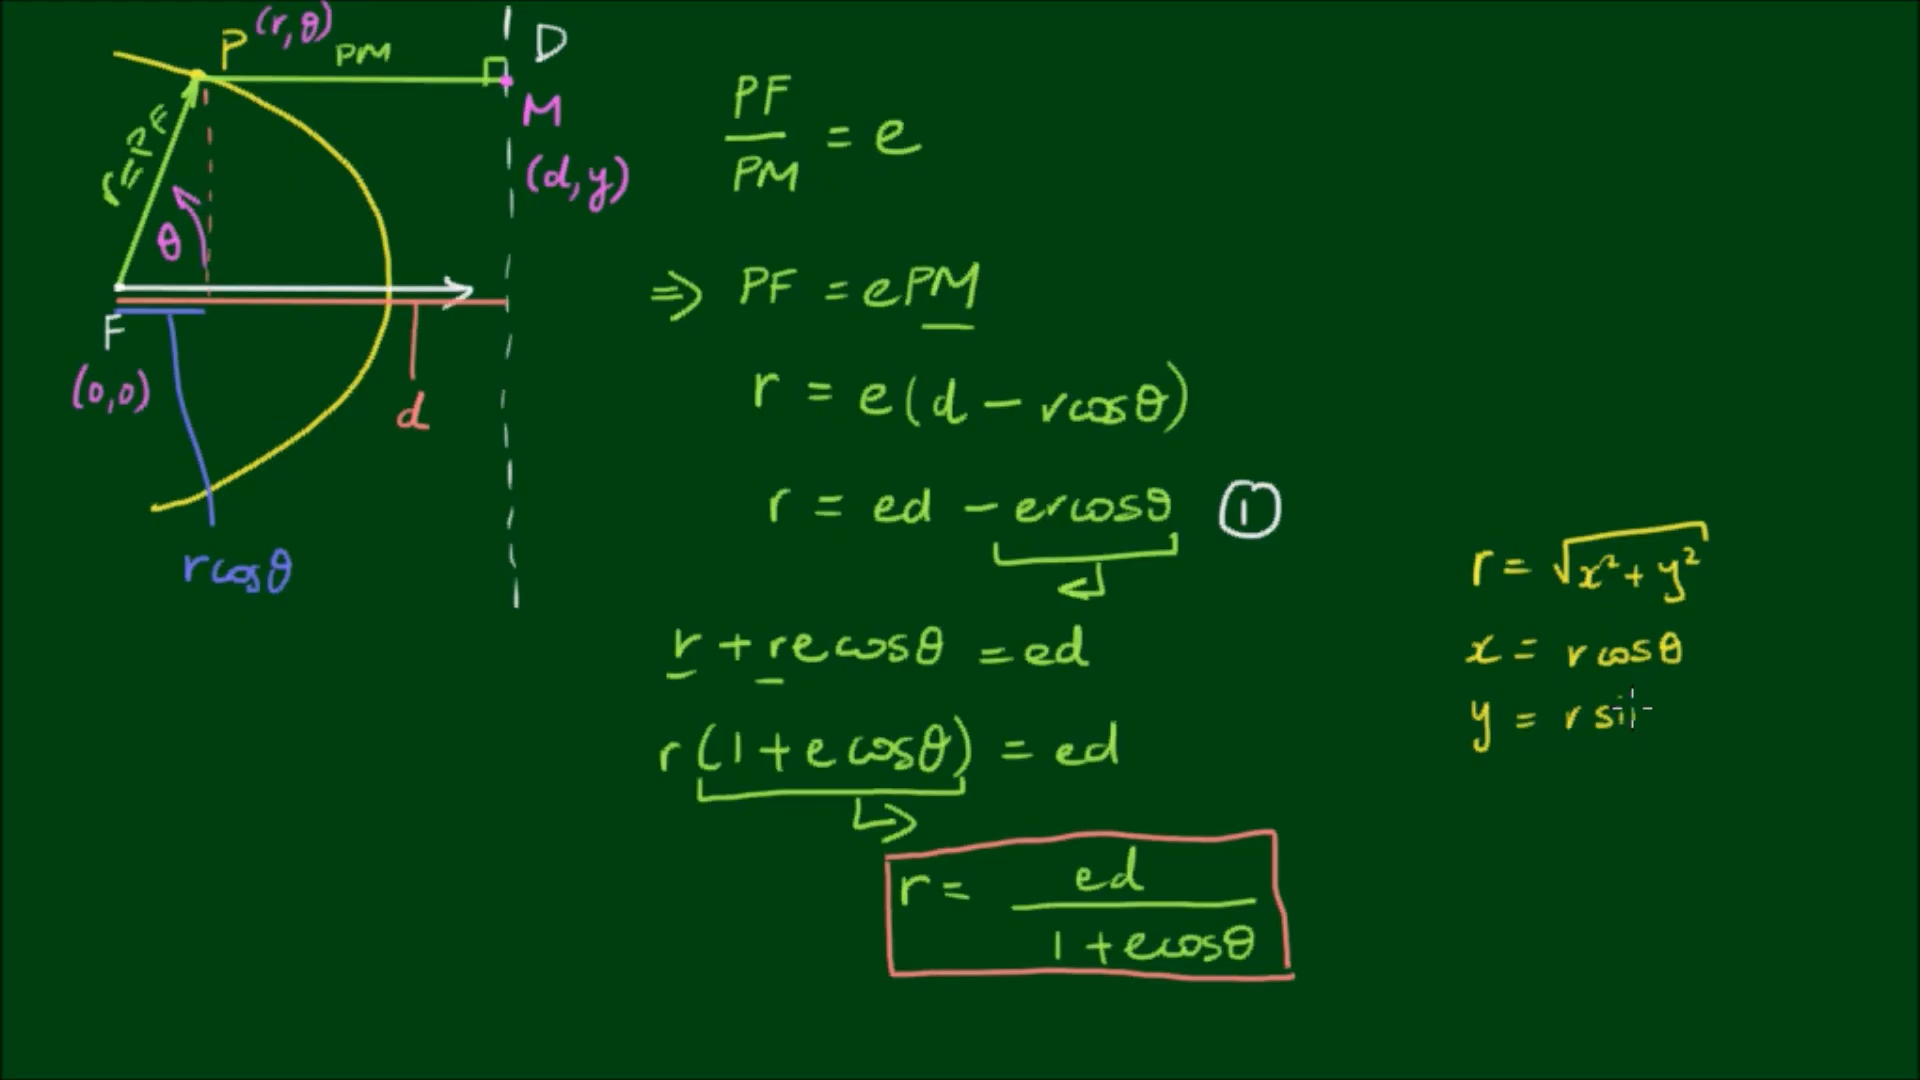 P (r, θ)
PM
D
M
(d, y)
r = PF
θ
F
(0,0)
d
rcosθ
PF/PM = e
⇒ PF = ePM
r = e(d − rcosθ)
r = ed − ercosθ ①
r + recosθ = ed
r(1 + ecosθ) = ed
r = ed/(1 + ecosθ)
r = √(x² + y²)
x = rcosθ
y = r si